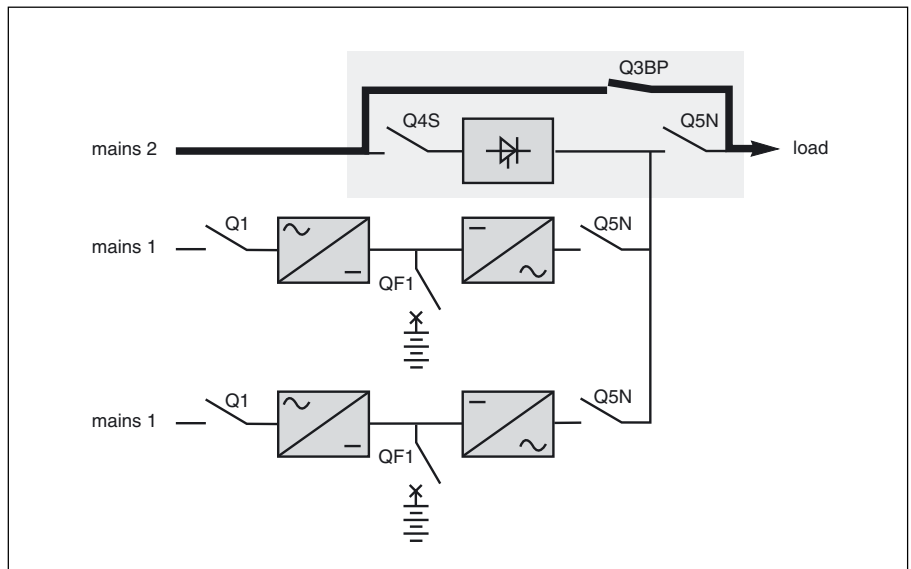 Q3BP
Q4S
Q5N
mains 2
load
Q1
Q5N
mains 1
QF1
Q1
Q5N
mains 1
QF1